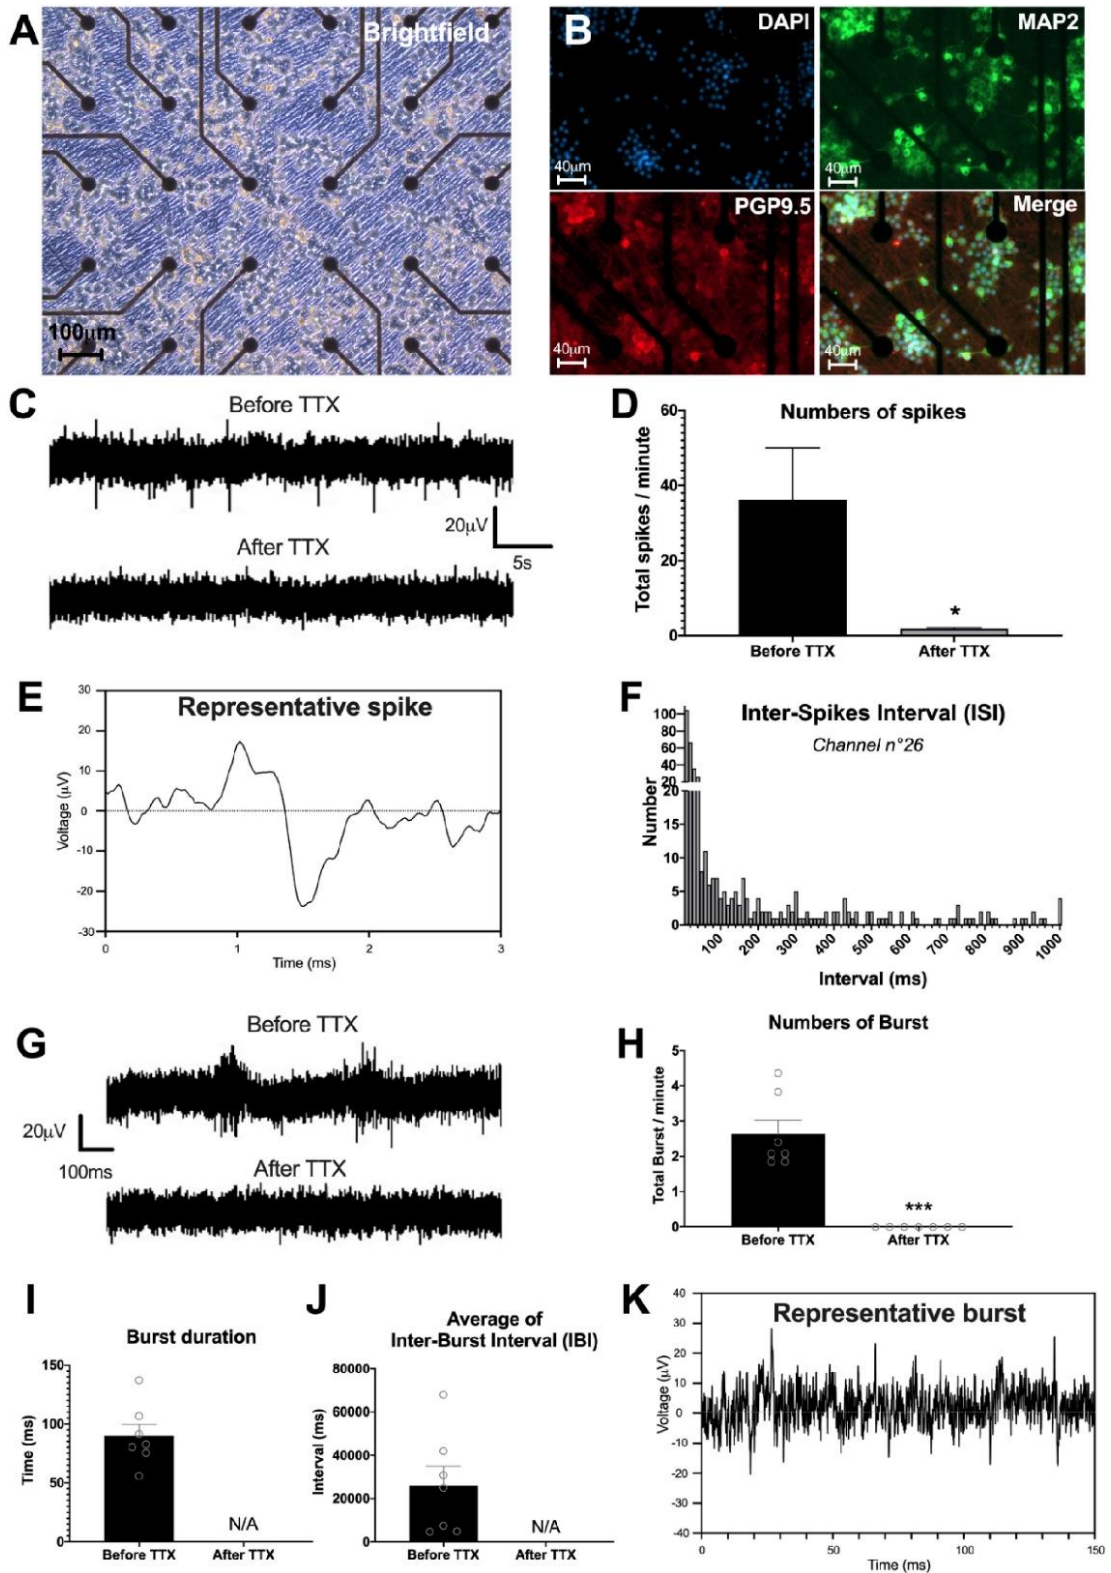 A
Brightfield
100μm
B
DAPI
40μm
MAP2
40μm
PGP9.5
40μm
Merge
40μm
C
Before TTX
After TTX
20μV
5s
D
Numbers of spikes
Total spikes / minute
60
40
20
0
*
Before TTX
After TTX
E
Representative spike
Voltage (μV)
30
20
10
0
-10
-20
-30
0
1
2
3
Time (ms)
F
Inter-Spikes Interval (ISI)
Channel n°26
Number
100
80
60
40
20
20
15
10
5
0
100
200
300
400
500
600
700
800
900
1000
Interval (ms)
G
Before TTX
After TTX
20μV
100ms
H
Numbers of Burst
Total Burst / minute
5
4
3
2
1
0
***
Before TTX
After TTX
I
Burst duration
Time (ms)
150
100
50
0
N/A
Before TTX
After TTX
J
Average of
Inter-Burst Interval (IBI)
Interval (ms)
80000
60000
40000
20000
0
N/A
Before TTX
After TTX
K
Representative burst
Voltage (μV)
40
30
20
10
0
-10
-20
-30
-40
0
50
100
150
Time (ms)